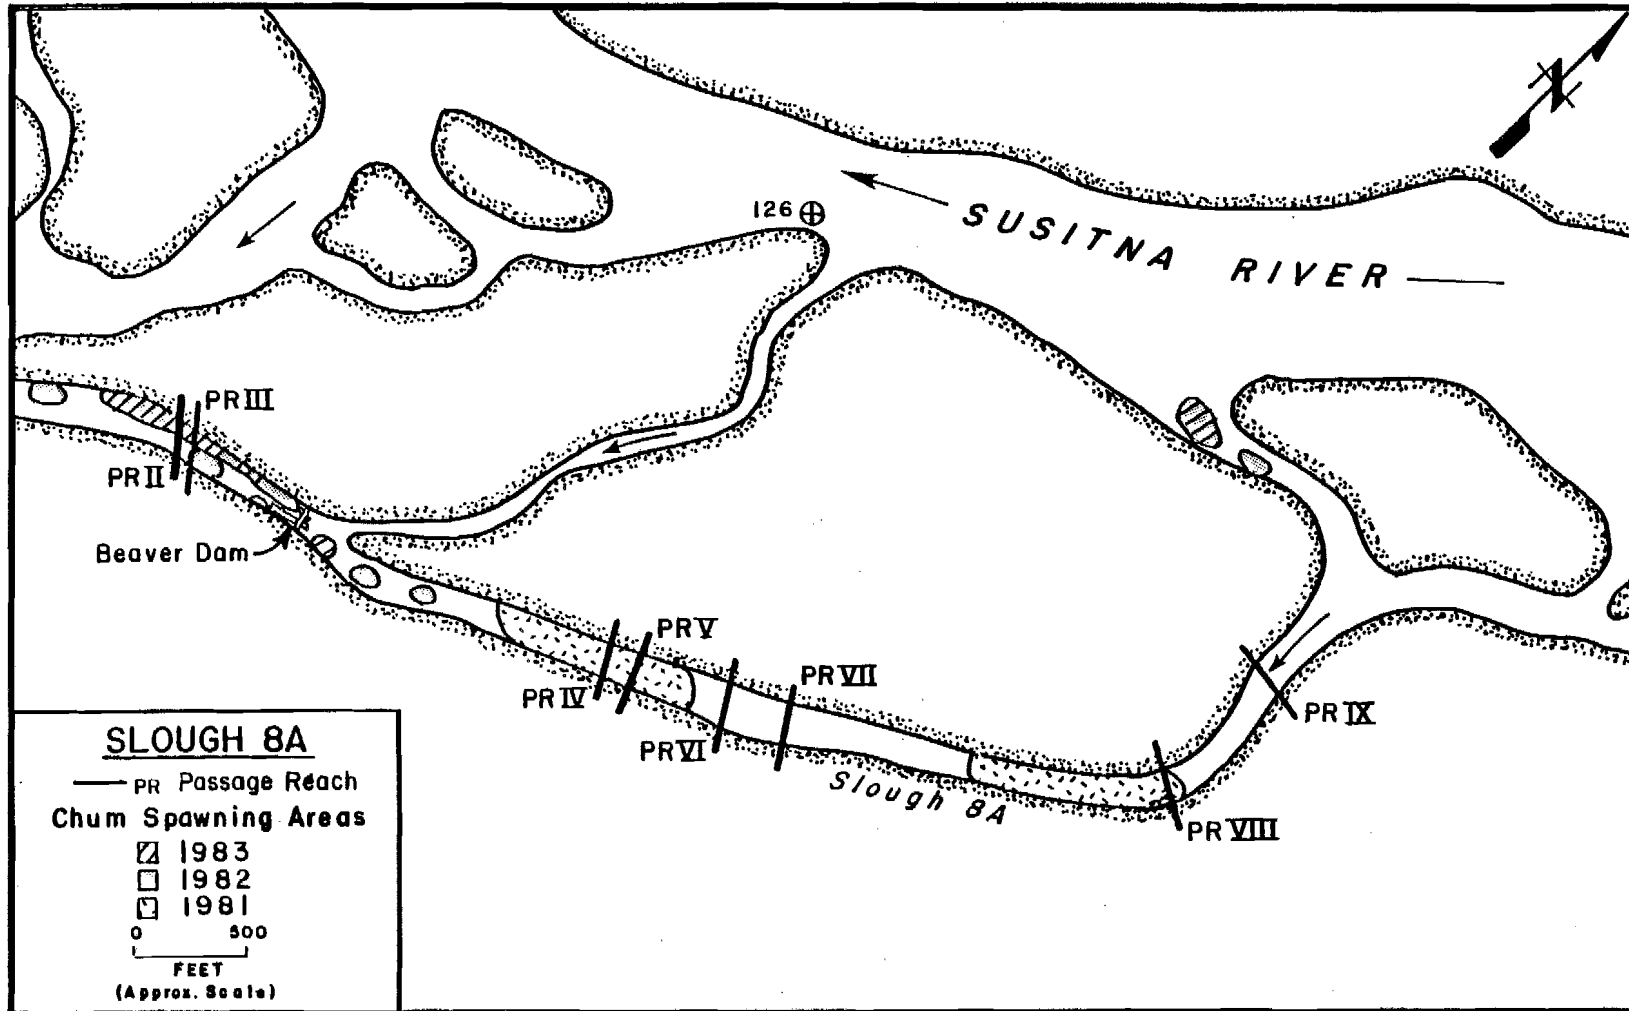 N
126
SUSITNA RIVER
PR III
PR II
Beaver Dam
PR V
PR IV
PR VII
PR VI
PR IX
Slough 8A
PR VIII
SLOUGH 8A
PR Passage Reach
Chum Spawning Areas
1983
1982
1981
0 500
FEET
(Approx. Scale)